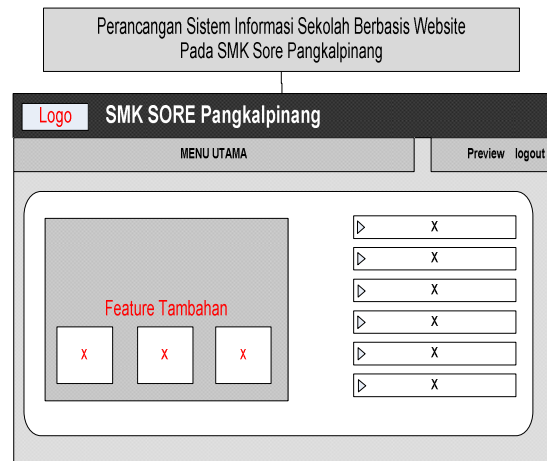 Perancangan Sistem Informasi Sekolah Berbasis Website
Pada SMK Sore Pangkalpinang
Logo SMK SORE Pangkalpinang
MENU UTAMA Preview logout
X
X
X
X
X
X
Feature Tambahan
X X X